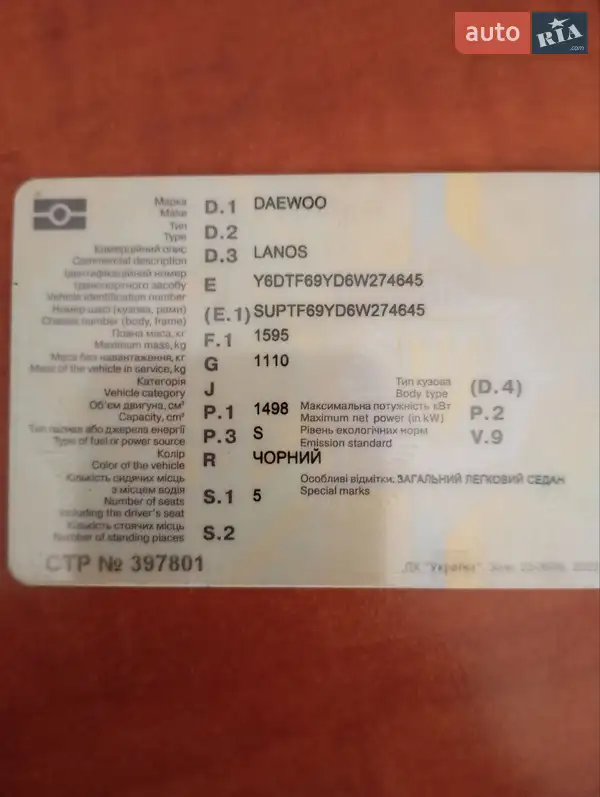 auto RIA .com
Марка
Make D.1 DAEWOO
Тип
Type D.2
Комерційний опис
Commercial description D.3 LANOS
Ідентифікаційний номер
транспортного засобу E Y6DTF69YD6W274645
Vehicle identification number
Номер шасі (кузова, рами) (E.1) SUPTF69YD6W274645
Chassis number (body, frame)
Повна маса, кг F.1 1595
Maximum mass, kg
Маса без навантаження, кг G 1110
Mass of the vehicle in service, kg
Категорія J Тип кузова (D.4)
Vehicle category Body type
Об'єм двигуна, см³ P.1 1498 Максимальна потужність кВт P.2
Capacity, cm³ Maximum net power (in kW)
Тип палива або джерела енергії P.3 S Рівень екологічних норм V.9
Type of fuel or power source Emission standard
Колір R ЧОРНИЙ
Color of the vehicle
Кількість сидячих місць Особливі відмітки, ЗАГАЛЬНИЙ ЛЕГКОВИЙ СЕДАН
з місцем водія S.1 5 Special marks
Number of seats
including the driver's seat
Кількість стоячих місць S.2
Number of standing places
СТР № 397801 ПК "Україна".